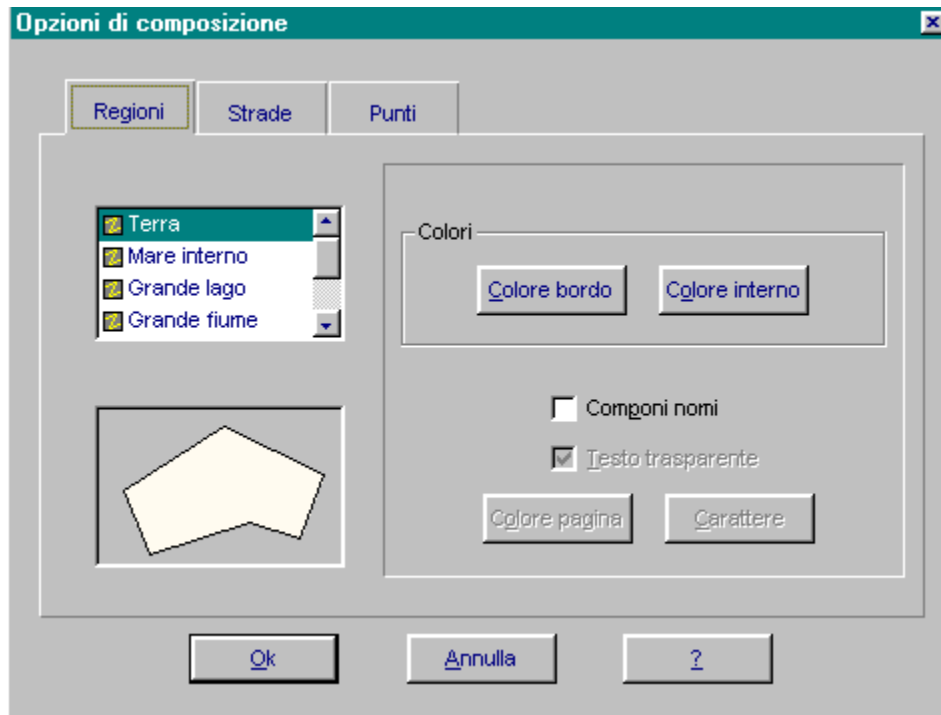 Opzioni di composizione
Regioni
Strade
Punti
Terra
Mare interno
Grande lago
Grande fiume
Colori
Colore bordo
Colore interno
Componi nomi
Testo trasparente
Colore pagina
Carattere
Ok
Annulla
?